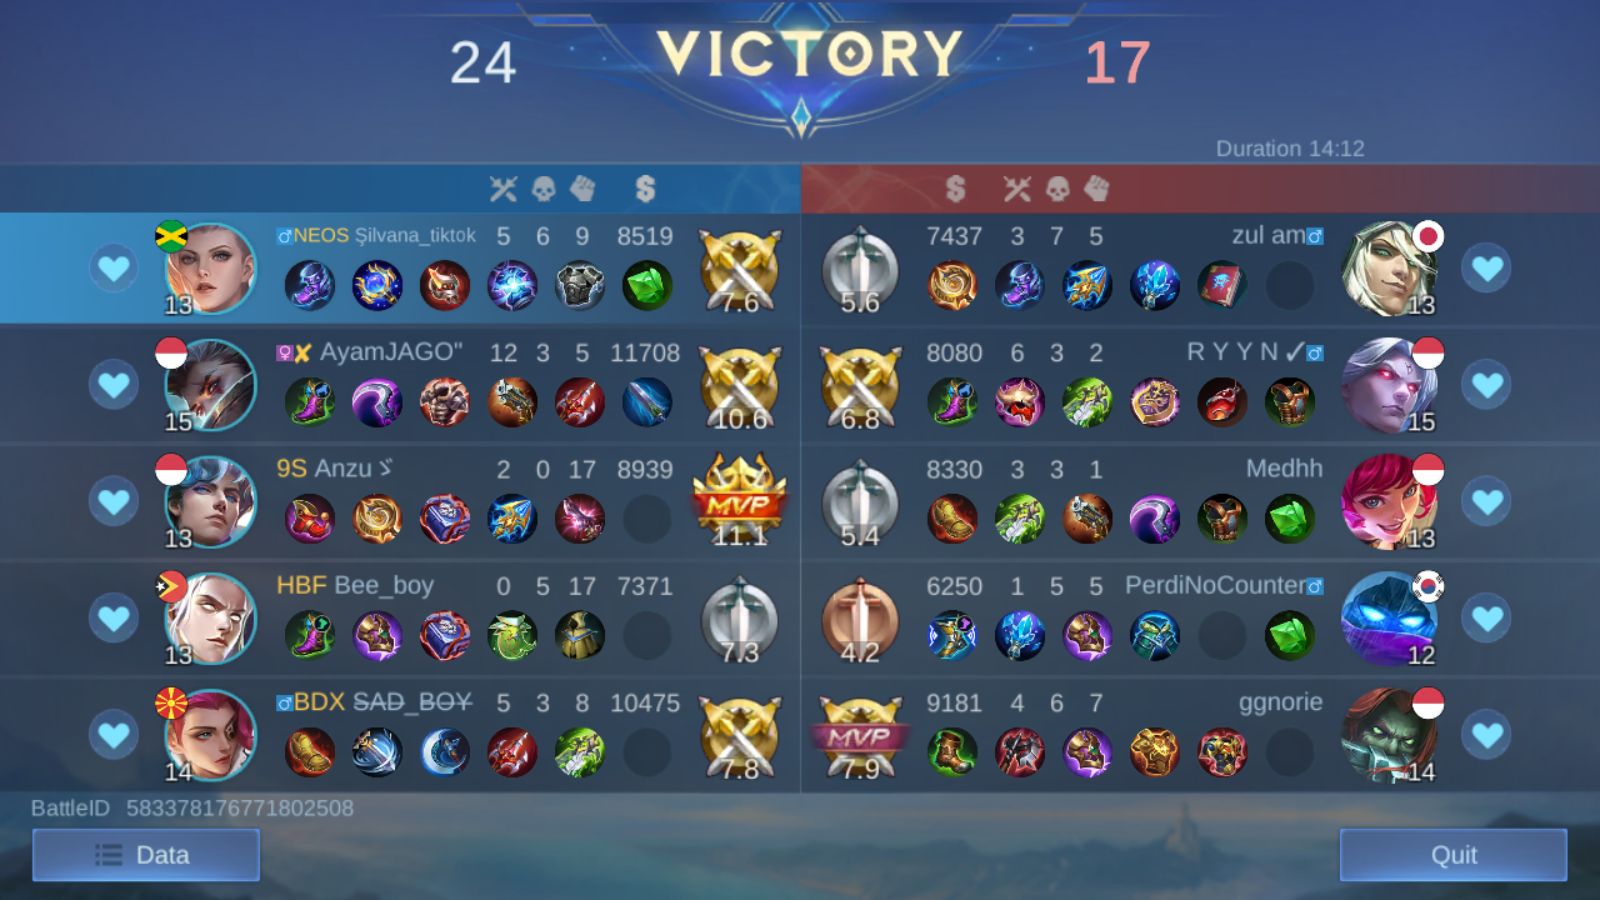 24 VICTORY 17
Duration 14:12
NEOS Şilvana_tiktok 5 6 9 8519
13 7.6
5.6 7437 3 7 5 zul am
13
AyamJAGO" 12 3 5 11708
15 10.6
6.8 8080 6 3 2 R Y Y N ✓
15
9S Anzu ゞ 2 0 17 8939
13 MVP 11.1
5.4 8330 3 3 1 Medhh
13
HBF Bee_boy 0 5 17 7371
13 7.3
4.2 6250 1 5 5 PerdiNoCounter
12
BDX SAD_BOY 5 3 8 10475
14 7.8
MVP 7.9 9181 4 6 7 ggnorie
14
BattleID 583378176771802508
Data
Quit